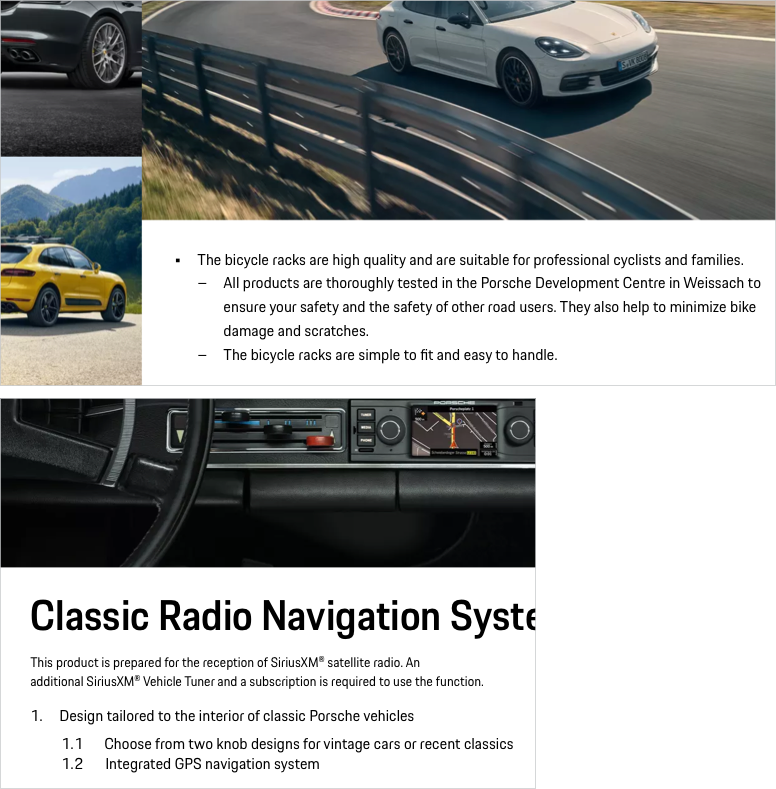 ▪ The bicycle racks are high quality and are suitable for professional cyclists and families.
– All products are thoroughly tested in the Porsche Development Centre in Weissach to
ensure your safety and the safety of other road users. They also help to minimize bike
damage and scratches.
– The bicycle racks are simple to fit and easy to handle.
PORSCHE
TUNER
MEDIA
PHONE
Porscheplatz 1
Classic Radio Navigation Syste
This product is prepared for the reception of SiriusXM® satellite radio. An
additional SiriusXM® Vehicle Tuner and a subscription is required to use the function.
1. Design tailored to the interior of classic Porsche vehicles
1.1 Choose from two knob designs for vintage cars or recent classics
1.2 Integrated GPS navigation system